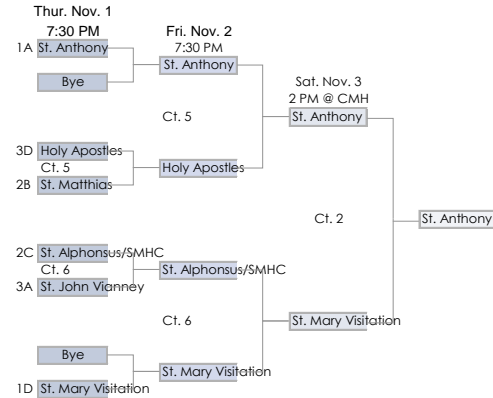 Thur. Nov. 1
7:30 PM
Fri. Nov. 2
7:30 PM
1A St. Anthony
St. Anthony
Bye
Sat. Nov. 3
2 PM @ CMH
Ct. 5
St. Anthony
3D Holy Apostles
Ct. 5
Holy Apostles
2B St. Matthias
Ct. 2
St. Anthony
2C St. Alphonsus/SMHC
Ct. 6
St. Alphonsus/SMHC
3A St. John Vianney
Ct. 6
St. Mary Visitation
Bye
St. Mary Visitation
1D St. Mary Visitation